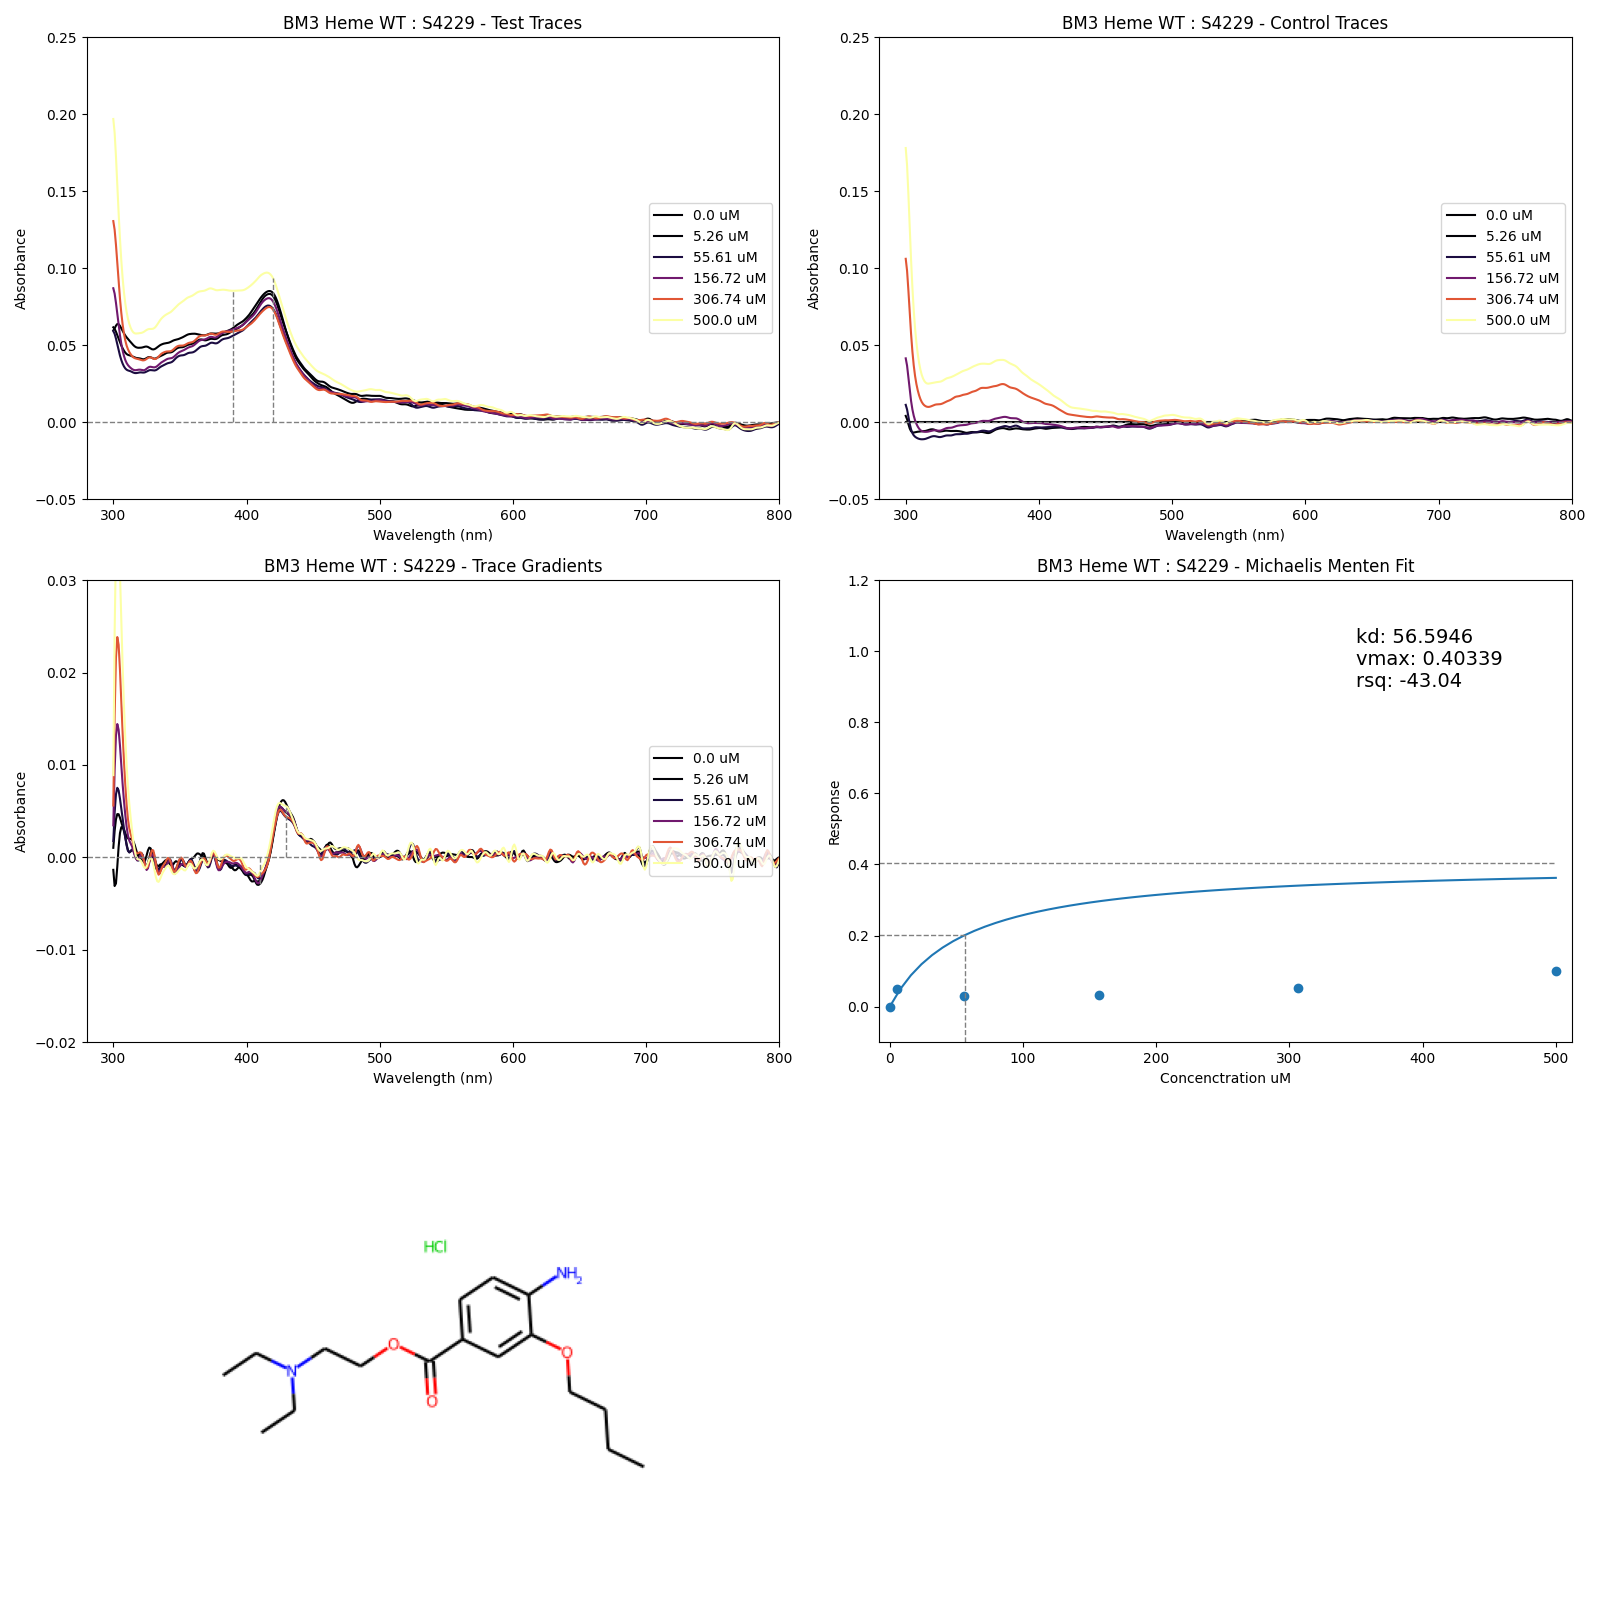 BM3 Heme WT : S4229 - Test Traces
0.25
0.20
0.15
0.10
0.05
0.00
−0.05
Absorbance
300 400 500 600 700 800
Wavelength (nm)
0.0 uM
5.26 uM
55.61 uM
156.72 uM
306.74 uM
500.0 uM
BM3 Heme WT : S4229 - Control Traces
0.25
0.20
0.15
0.10
0.05
0.00
−0.05
Absorbance
300 400 500 600 700 800
Wavelength (nm)
0.0 uM
5.26 uM
55.61 uM
156.72 uM
306.74 uM
500.0 uM
BM3 Heme WT : S4229 - Trace Gradients
0.03
0.02
0.01
0.00
−0.01
−0.02
Absorbance
300 400 500 600 700 800
Wavelength (nm)
0.0 uM
5.26 uM
55.61 uM
156.72 uM
306.74 uM
500.0 uM
BM3 Heme WT : S4229 - Michaelis Menten Fit
1.2
1.0
0.8
0.6
0.4
0.2
0.0
Response
kd: 56.5946
vmax: 0.40339
rsq: -43.04
0 100 200 300 400 500
Concenctration uM
HCl
NH2
O
N
O
O